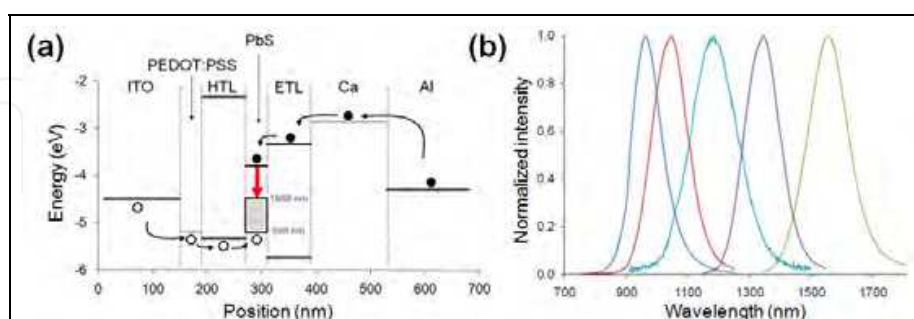 (a)
PbS
PEDOT:PSS
ITO HTL ETL Ca Al
-2
-3
-4
-5
-6
Energy (eV)
0 100 200 300 400 500 600 700
Position (nm)
(b)
1.0
0.8
0.6
0.4
0.2
0.0
Normalized intensity
700 900 1100 1300 1500 1700
Wavelength (nm)